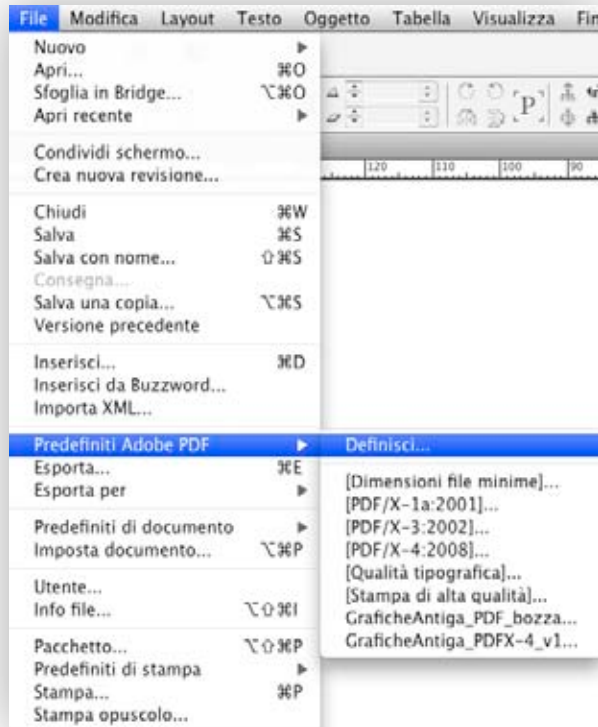 File Modifica Layout Testo Oggetto Tabella Visualizza
Nuovo
Apri... ⌘O
Sfoglia in Bridge... ⌥⌘O
Apri recente
P
Condividi schermo...
Crea nuova revisione...
120 110 100 90
Chiudi ⌘W
Salva ⌘S
Salva con nome... ⇧⌘S
Consegna...
Salva una copia... ⌥⌘S
Versione precedente
Inserisci... ⌘D
Inserisci da Buzzword...
Importa XML...
Predefiniti Adobe PDF
Esporta... ⌘E
Esporta per
Predefiniti di documento
Imposta documento... ⌥⌘P
Utente...
Info file... ⌥⇧⌘I
Pacchetto... ⌥⇧⌘P
Predefiniti di stampa
Stampa... ⌘P
Stampa opuscolo...
Definisci...
[Dimensioni file minime]...
[PDF/X-1a:2001]...
[PDF/X-3:2002]...
[PDF/X-4:2008]...
[Qualità tipografica]...
[Stampa di alta qualità]...
GraficheAntiga_PDF_bozza...
GraficheAntiga_PDFX-4_v1...